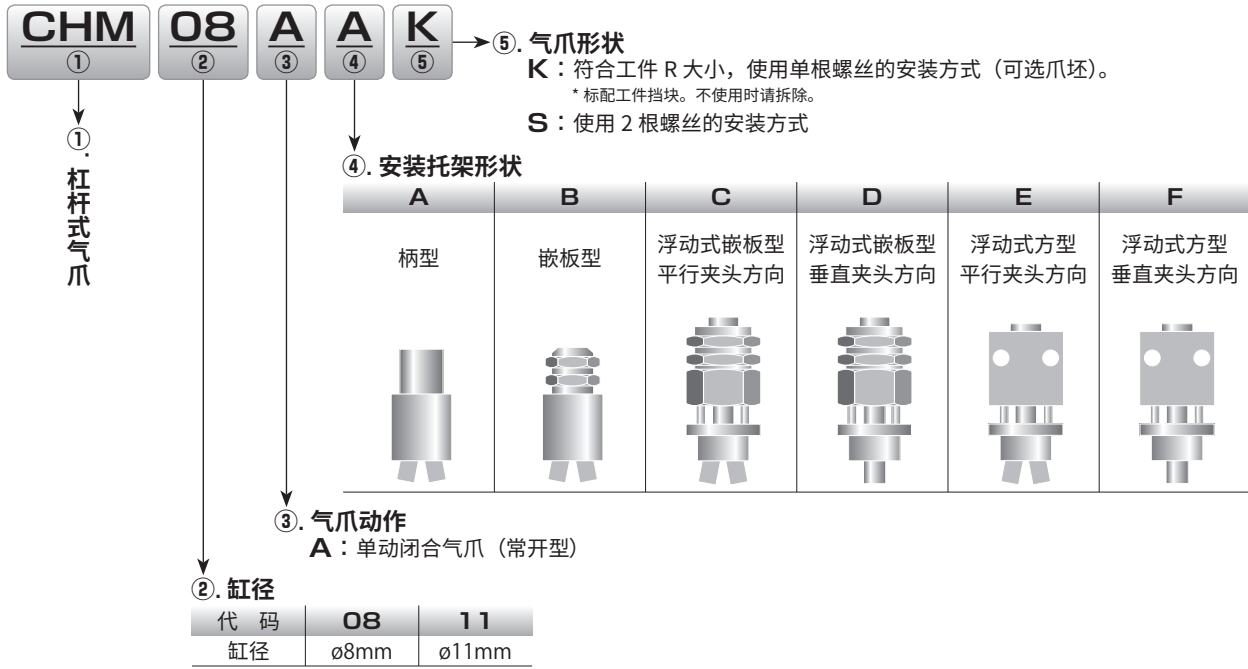 CHM 08 A A K
① ② ③ ④ ⑤
⑤. 气爪形状
K：符合工件 R 大小，使用单根螺丝的安装方式（可选爪坯）。
* 标配工件挡块。不使用时请拆除。
S：使用 2 根螺丝的安装方式
①. 杠杆式气爪
④. 安装托架形状
A B C D E F
柄型 嵌板型 浮动式嵌板型 浮动式嵌板型 浮动式方型 浮动式方型
平行夹头方向 垂直夹头方向 平行夹头方向 垂直夹头方向
③. 气爪动作
A：单动闭合气爪（常开型）
②. 缸径
代 码 08 11
缸径 ø8mm ø11mm